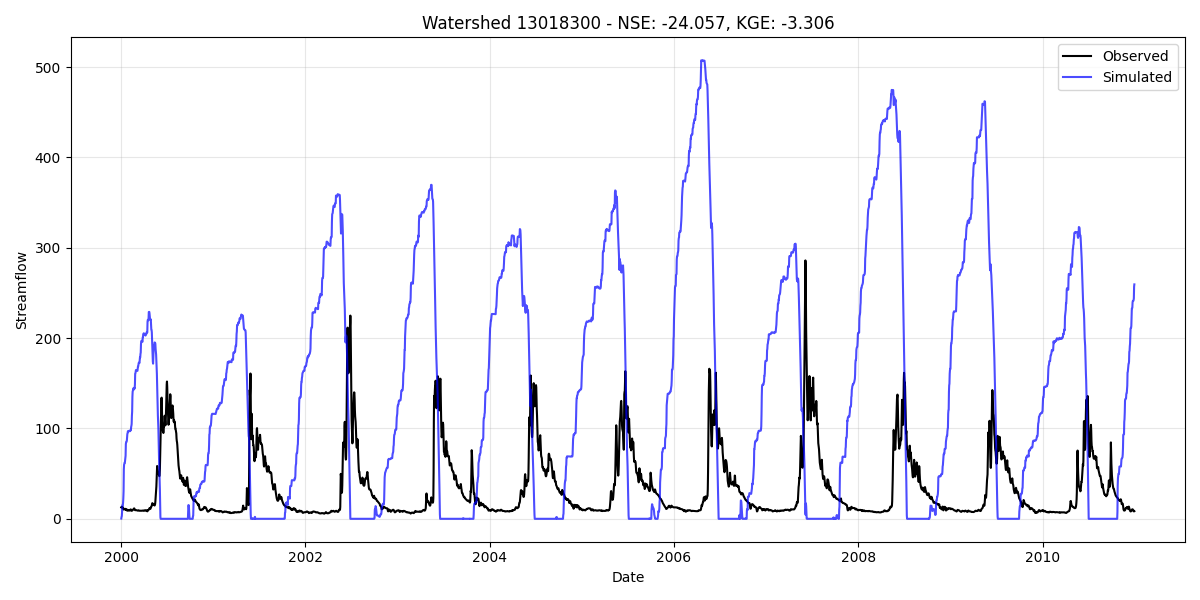 Watershed 13018300 - NSE: -24.057, KGE: -3.306
Observed
Simulated
Streamflow
500
400
300
200
100
0
2000 2002 2004 2006 2008 2010
Date